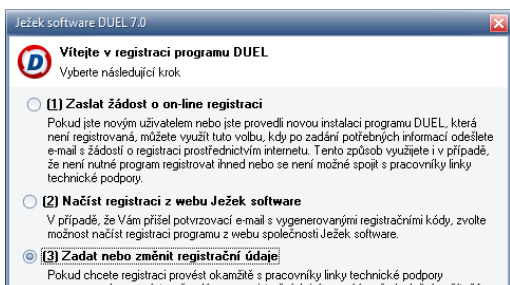 Ježek software DUEL 7.0
D
Vítejte v registraci programu DUEL
Vyberte následující krok
(1) Zaslat žádost o on-line registraci
Pokud jste novým uživatelem nebo jste provedli novou instalaci programu DUEL, která
není registrovaná, můžete využít tuto volbu, kdy po zadání potřebných informací odešlete
e-mail s žádostí o registraci prostřednictvím internetu. Tento způsob využijete i v případě,
že není nutné program registrovat ihned nebo se není možné spojit s pracovníky linky
technické podpory.
(2) Načíst registraci z webu Ježek software
V případě, že Vám přišel potvrzovací e-mail s vygenerovanými registračními kódy, zvolte
možnost načíst registraci programu z webu společnosti Ježek software.
(3) Zadat nebo změnit registrační údaje
Pokud chcete registraci provést okamžitě s pracovníky linky technické podpory